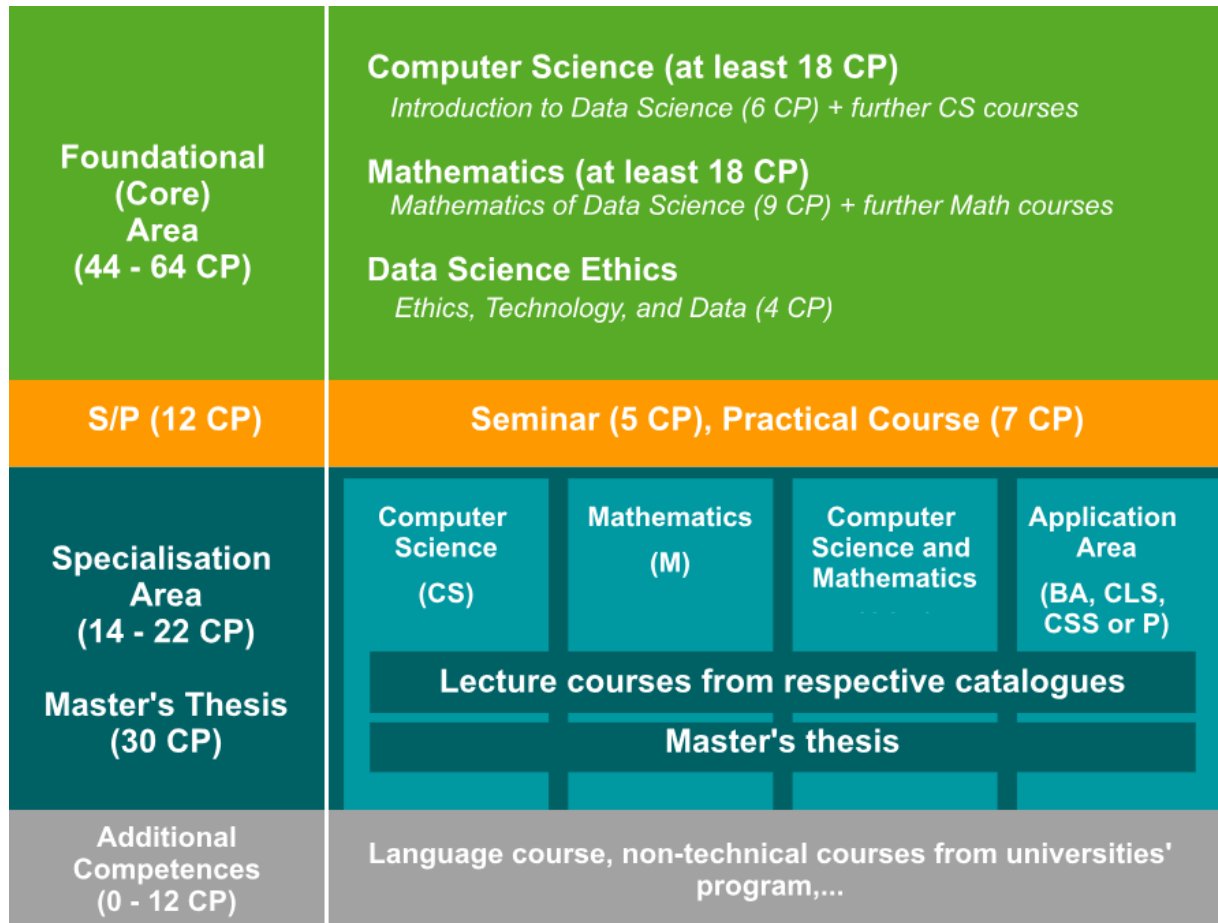 Foundational
(Core)
Area
(44 - 64 CP)
Computer Science (at least 18 CP)
Introduction to Data Science (6 CP) + further CS courses
Mathematics (at least 18 CP)
Mathematics of Data Science (9 CP) + further Math courses
Data Science Ethics
Ethics, Technology, and Data (4 CP)
S/P (12 CP)
Seminar (5 CP), Practical Course (7 CP)
Specialisation
Area
(14 - 22 CP)
Master's Thesis
(30 CP)
Computer
Science
(CS)
Mathematics
(M)
Computer
Science and
Mathematics
Application
Area
(BA, CLS,
CSS or P)
Lecture courses from respective catalogues
Master's thesis
Additional
Competences
(0 - 12 CP)
Language course, non-technical courses from universities'
program,...